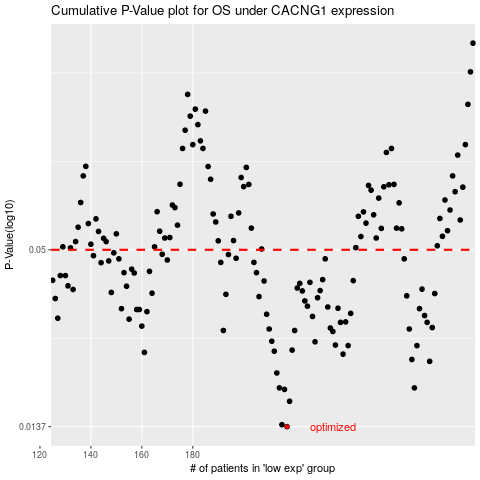 Cumulative P-Value plot for OS under CACNG1 expression
P-Value(log10)
0.05
0.0137
optimized
120 140 160 180
# of patients in 'low exp' group